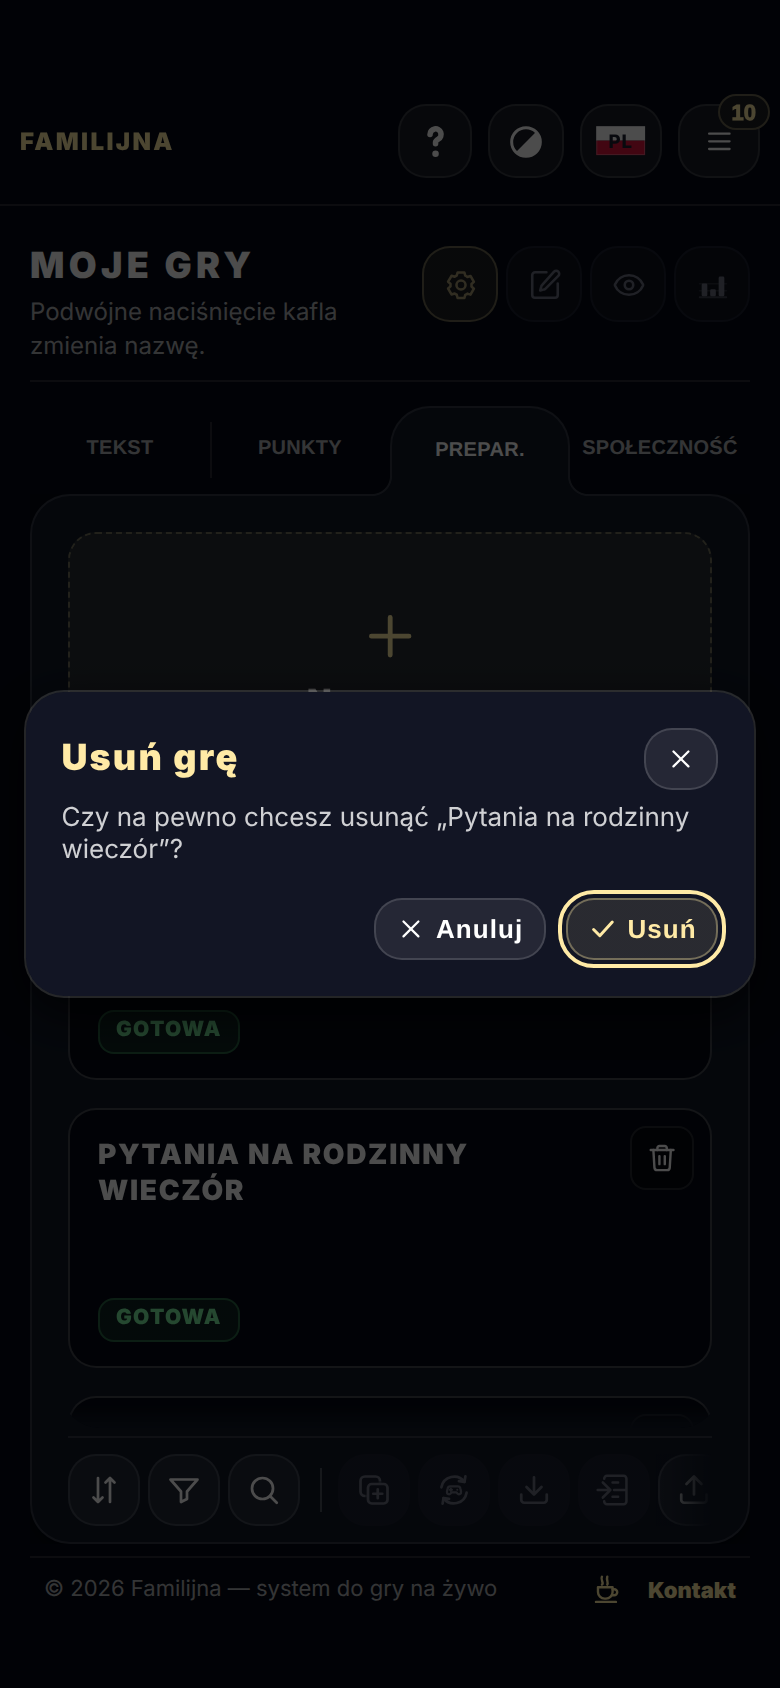 10
FAMILIJNA
?
PL
MOJE GRY
Podwójne naciśnięcie kafla
zmienia nazwę.
TEKST
PUNKTY
PREPAR.
SPOŁECZNOŚĆ
Usuń grę
Czy na pewno chcesz usunąć „Pytania na rodzinny
wieczór”?
Anuluj
Usuń
GOTOWA
PYTANIA NA RODZINNY
WIECZÓR
GOTOWA
© 2026 Familijna — system do gry na żywo
Kontakt